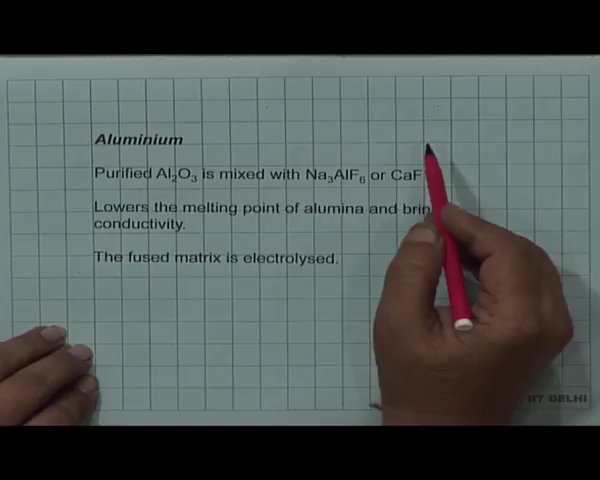 Aluminium
Purified Al₂O₃ is mixed with Na₃AlF₆ or CaF
Lowers the melting point of alumina and
conductivity.
The fused matrix is electrolysed.
IIT DELHI